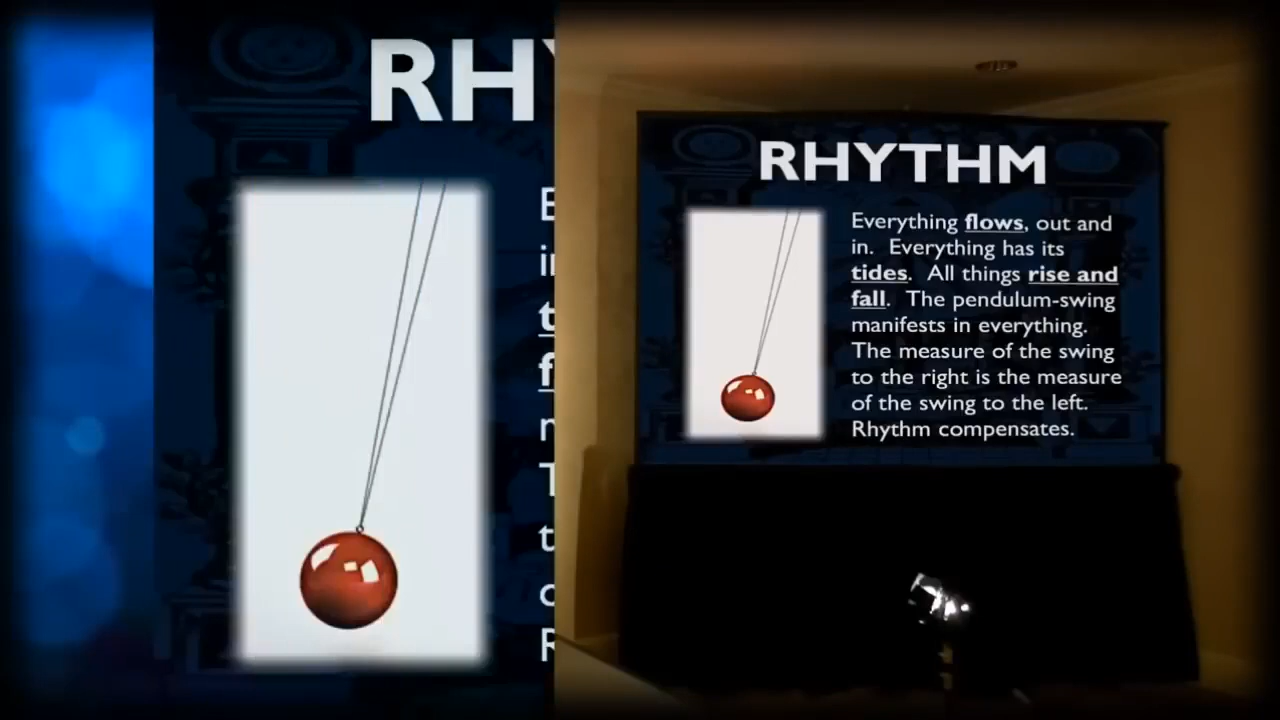 RHY
E
in
t
f
n
T
t
o
R
RHYTHM
Everything flows, out and
in. Everything has its
tides. All things rise and
fall. The pendulum-swing
manifests in everything.
The measure of the swing
to the right is the measure
of the swing to the left.
Rhythm compensates.